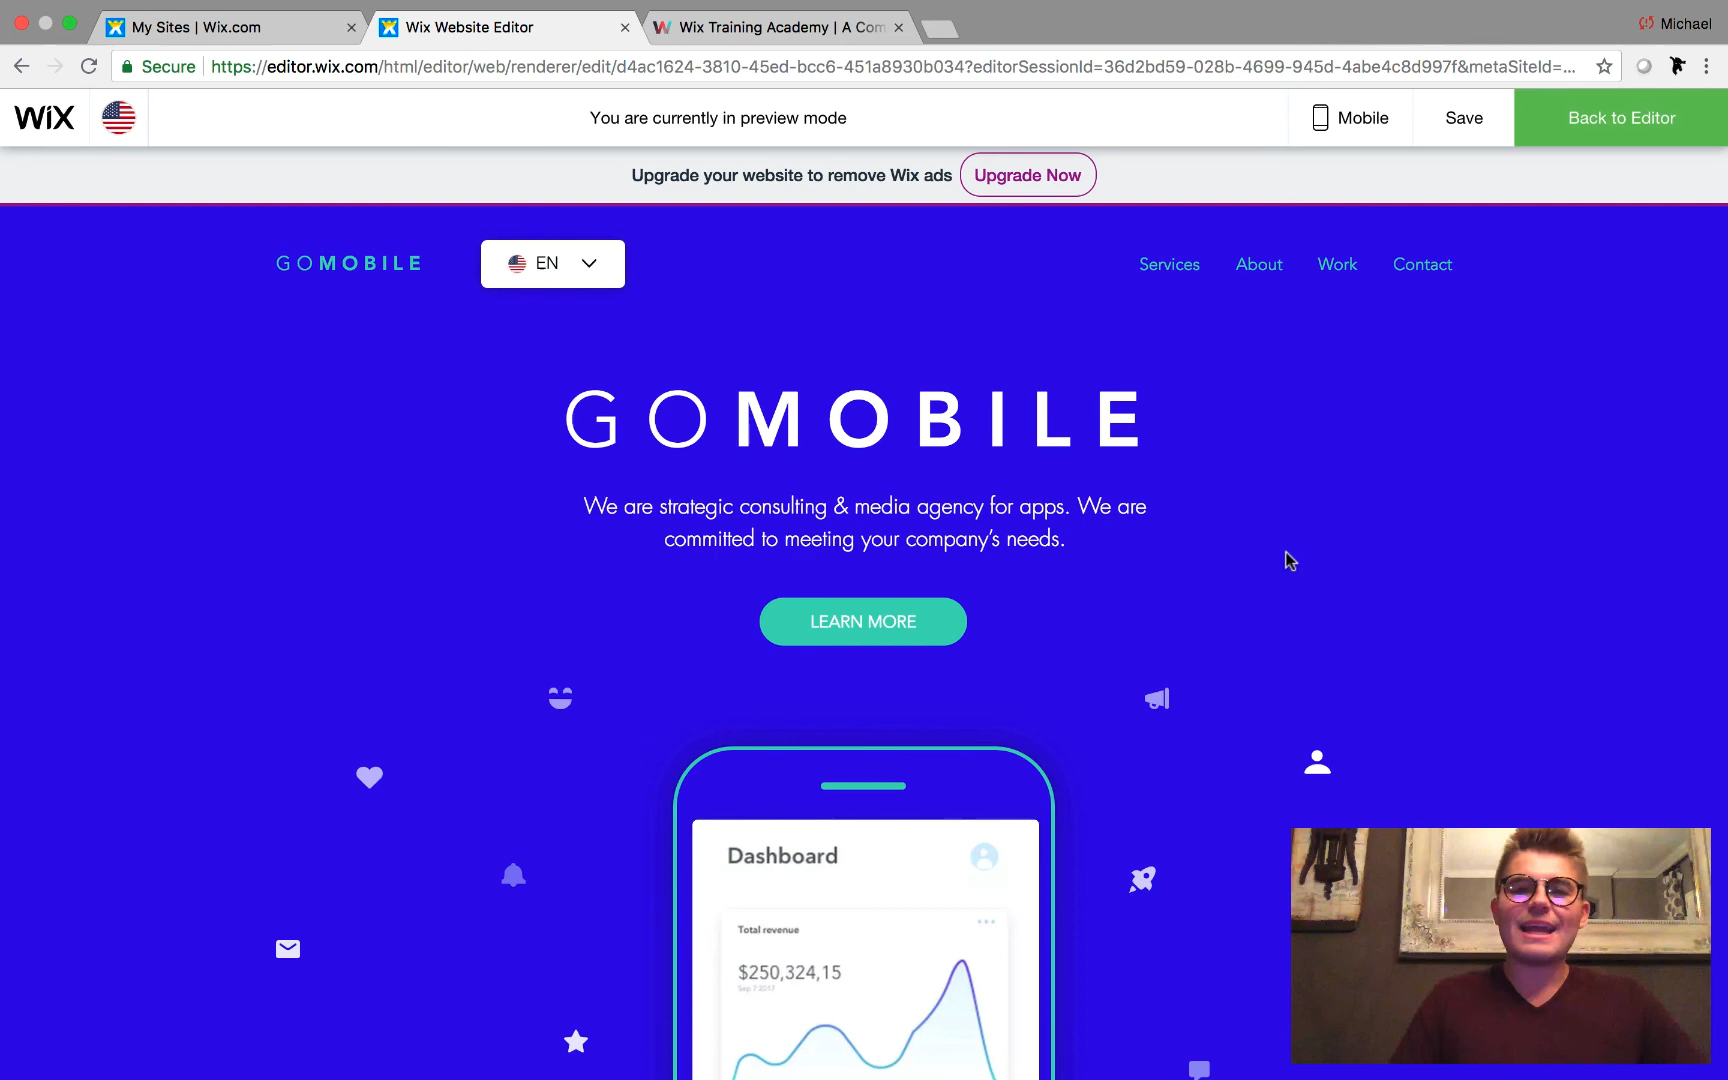 My Sites | Wix.com
Wix Website Editor
Wix Training Academy | A Com
Michael
Secure
https://editor.wix.com/html/editor/web/renderer/edit/d4ac1624-3810-45ed-bcc6-451a8930b034?editorSessionId=36d2bd59-028b-4699-945d-4abe4c8d997f&metaSiteId=...
WiX
You are currently in preview mode
Mobile
Save
Back to Editor
Upgrade your website to remove Wix ads
Upgrade Now
GOMOBILE
EN
Services
About
Work
Contact
GOMOBILE
We are strategic consulting & media agency for apps. We are
committed to meeting your company's needs.
LEARN MORE
Dashboard
Total revenue
$250,324,15
Sep 7 2017